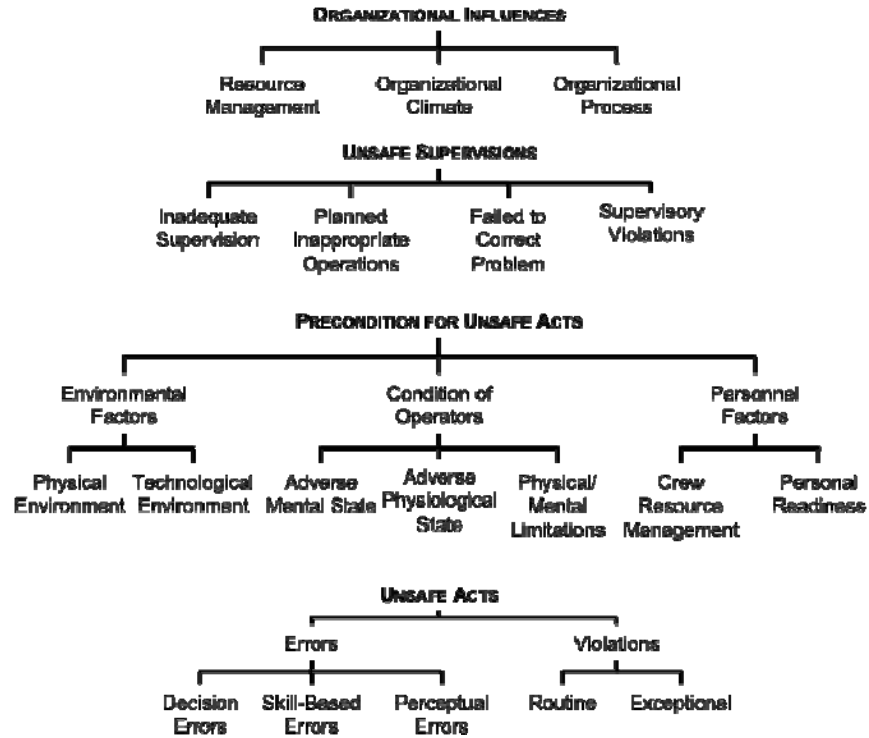 ORGANIZATIONAL INFLUENCES
Resource Management
Organizational Climate
Organizational Process
UNSAFE SUPERVISIONS
Inadequate Supervision
Planned Inappropriate Operations
Failed to Correct Problem
Supervisory Violations
PRECONDITION FOR UNSAFE ACTS
Environmental Factors
Condition of Operators
Personnel Factors
Physical Environment
Technological Environment
Adverse Mental State
Adverse Physiological State
Physical/ Mental Limitations
Crew Resource Management
Personal Readiness
UNSAFE ACTS
Errors
Violations
Decision Errors
Skill-Based Errors
Perceptual Errors
Routine
Exceptional